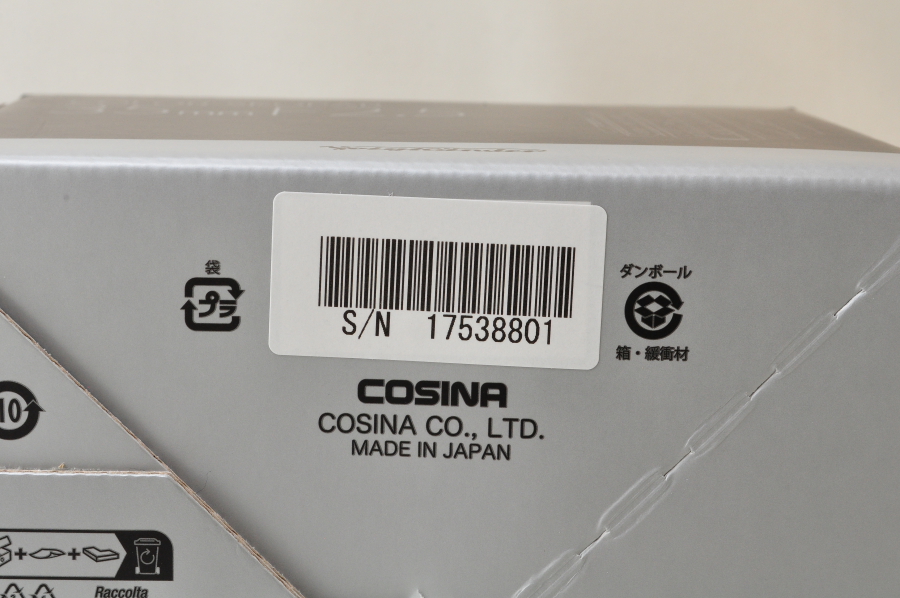 Voigtländer
袋
プラ
S/N 17538801
ダンボール
箱・緩衝材
COSINA
COSINA CO., LTD.
MADE IN JAPAN
10
Raccolta